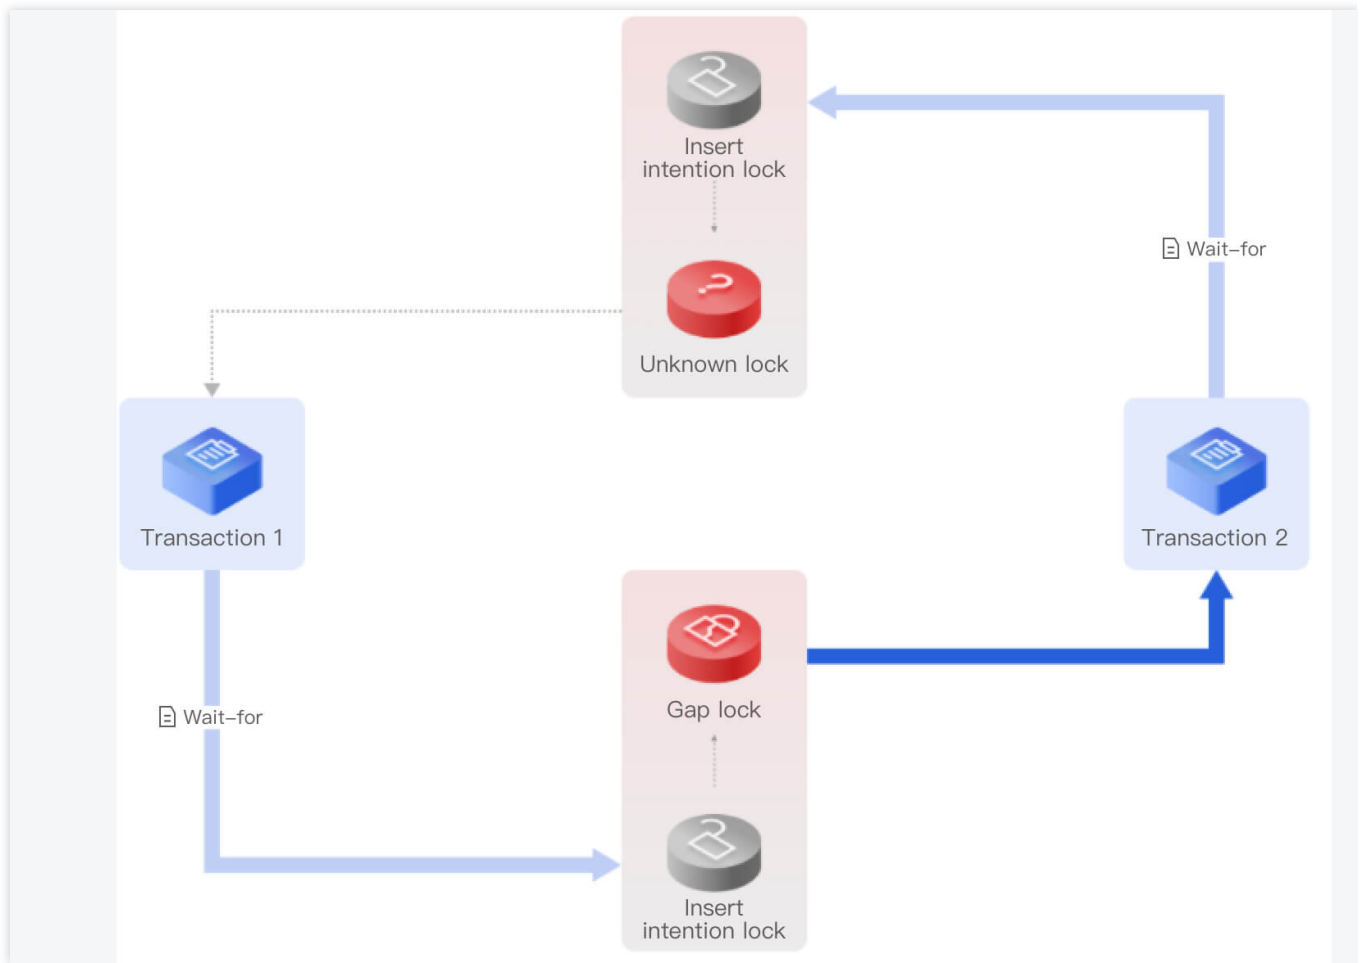 Insert
intention lock
Wait–for
Unknown lock
Transaction 1
Transaction 2
Gap lock
Wait–for
Insert
intention lock